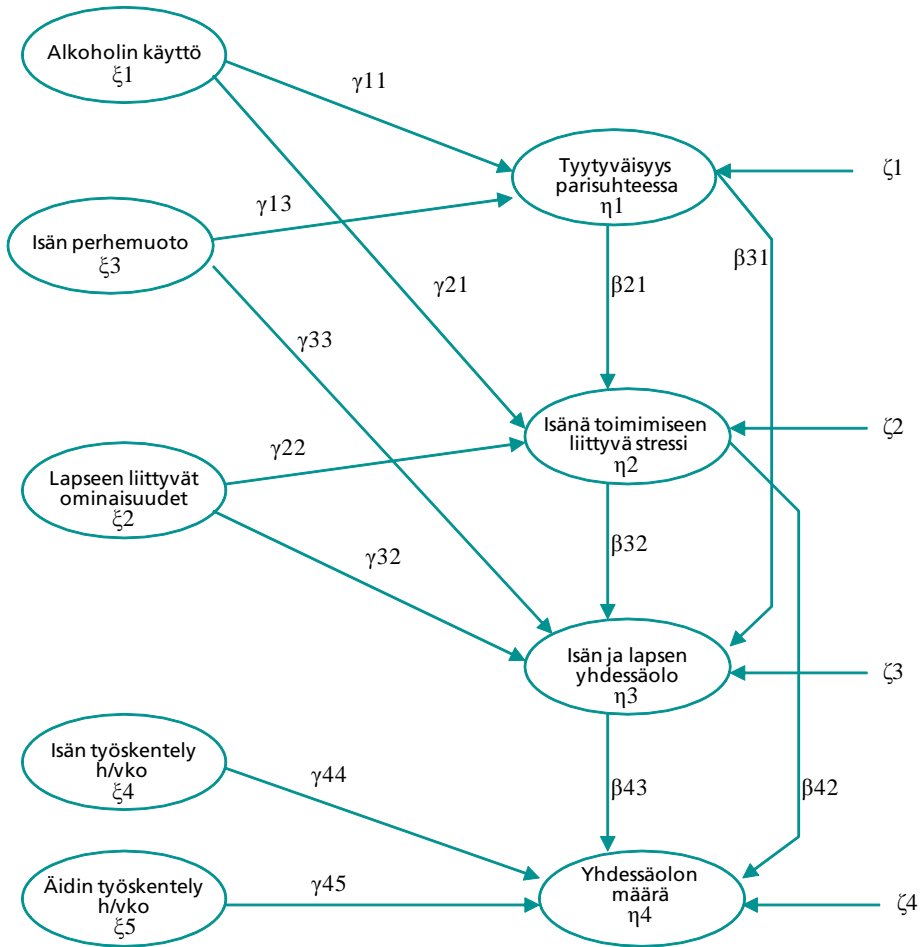 Alkoholin käyttö
ξ1
γ11
Tyytyväisyys
parisuhteessa
η1
ζ1
γ13
Isän perhemuoto
ξ3
γ21
β21
β31
γ33
Isänä toimimiseen
liittyvä stressi
η2
ζ2
γ22
Lapseen liittyvät
ominaisuudet
ξ2
γ32
β32
Isän ja lapsen
yhdessäolo
η3
ζ3
Isän työskentely
h/vko
ξ4
γ44
β43
β42
Äidin työskentely
h/vko
ξ5
γ45
Yhdessäolon
määrä
η4
ζ4